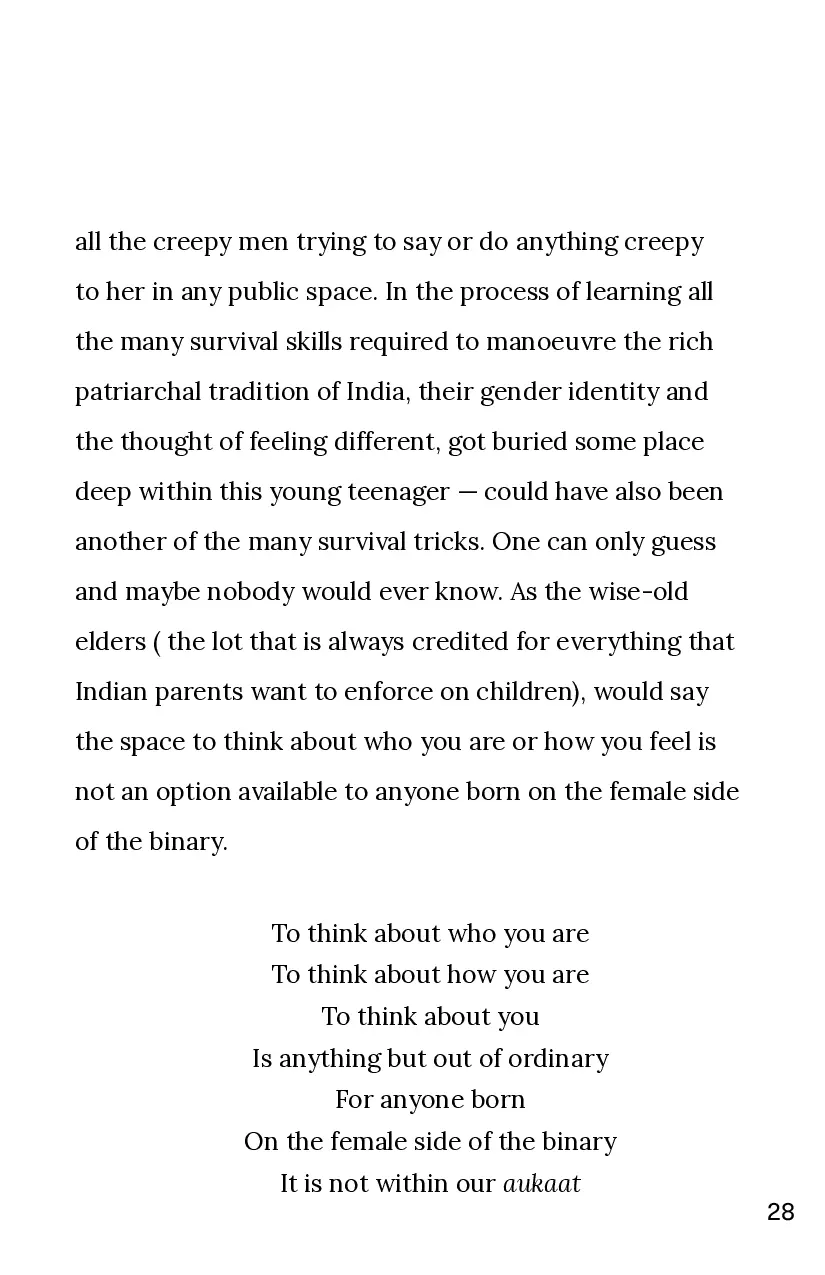 all the creepy men trying to say or do anything creepy
to her in any public space. In the process of learning all
the many survival skills required to manoeuvre the rich
patriarchal tradition of India, their gender identity and
the thought of feeling different, got buried some place
deep within this young teenager — could have also been
another of the many survival tricks. One can only guess
and maybe nobody would ever know. As the wise-old
elders ( the lot that is always credited for everything that
Indian parents want to enforce on children), would say
the space to think about who you are or how you feel is
not an option available to anyone born on the female side
of the binary.
To think about who you are
To think about how you are
To think about you
Is anything but out of ordinary
For anyone born
On the female side of the binary
It is not within our aukaat
28